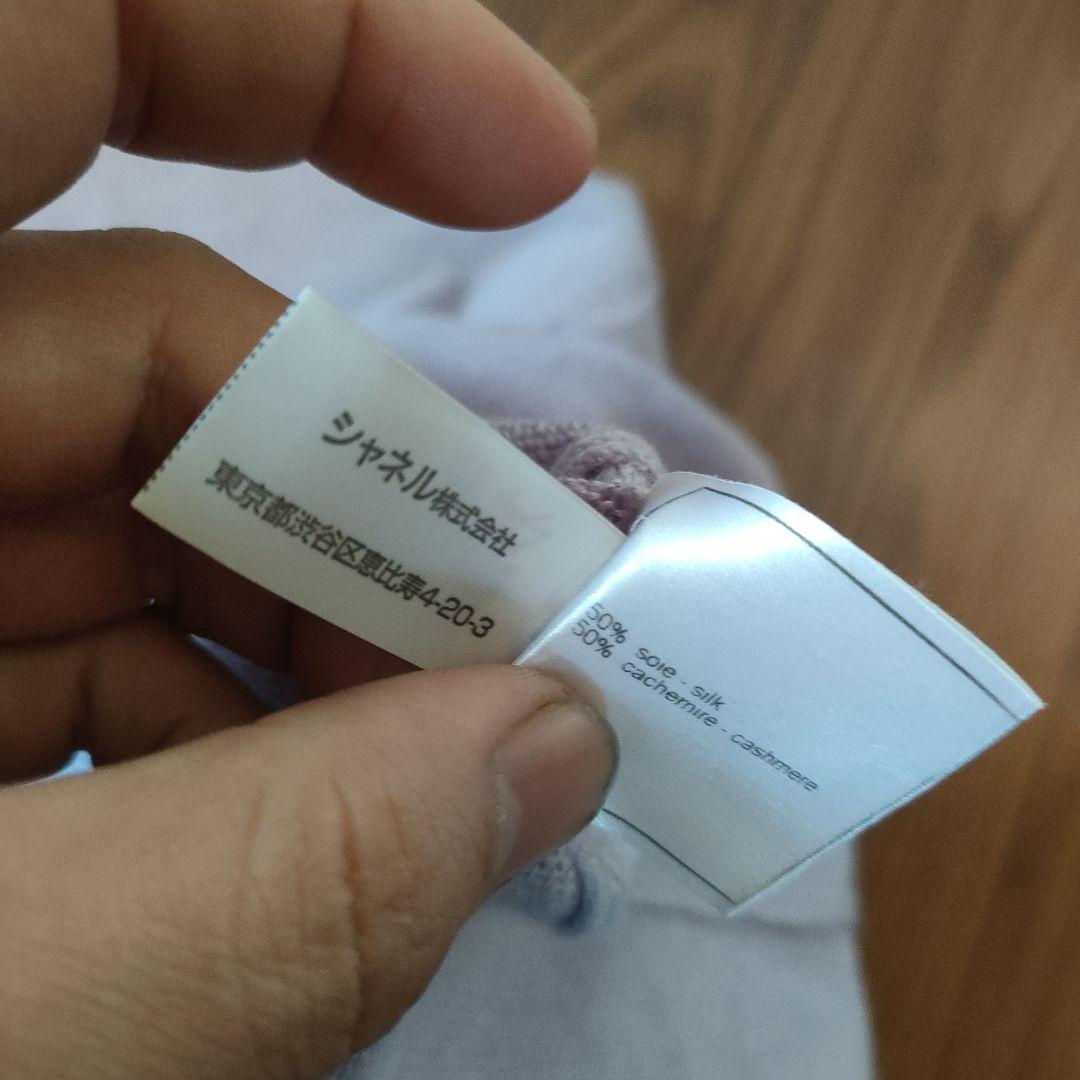 シャネル株式会社
東京都渋谷区恵比寿4-20-3
50% soie - silk
50% cachemire - cashmere